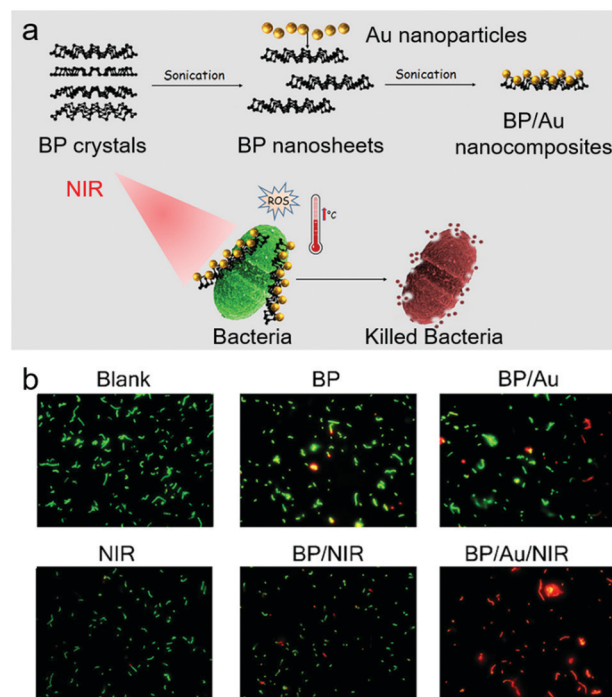 a
Au nanoparticles
Sonication
Sonication
BP crystals
BP nanosheets
BP/Au
nanocomposites
NIR
ROS
°C
Bacteria
Killed Bacteria
b
Blank
BP
BP/Au
NIR
BP/NIR
BP/Au/NIR